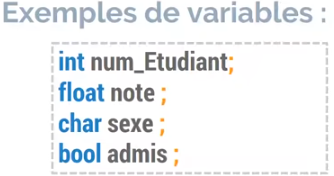 Exemples de variables :
int num_Etudiant;
float note ;
char sexe ;
bool admis ;